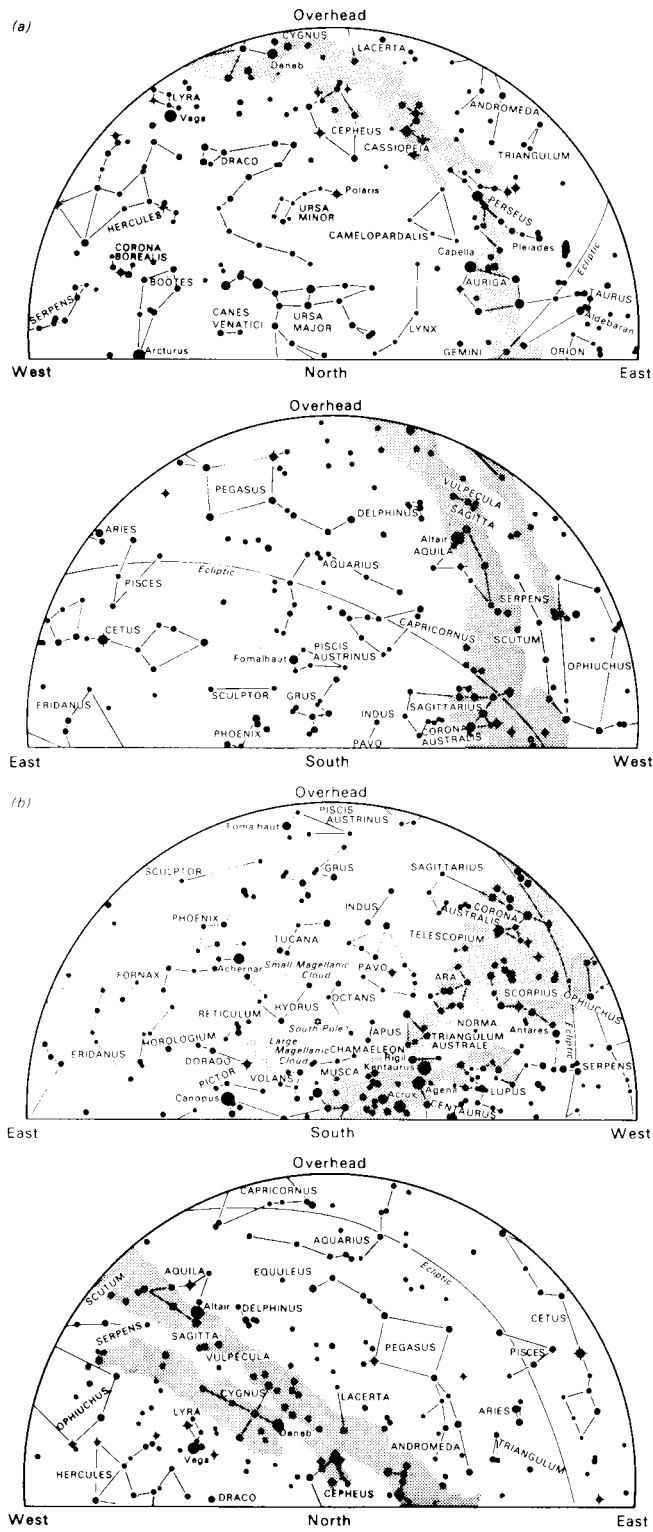 (a)
Overhead
CYGNUS
Deneb
LACERTA
LYRA
Vega
ANDROMEDA
CEPHEUS
CASSIOPEIA
DRACO
TRIANGULUM
Polaris
PERSEUS
HERCULES
URSA
MINOR
CAMELOPARDALIS
Pleiades
Ecliptic
CORONA
BOREALIS
Capella
BOOTES
AURIGA
TAURUS
SERPENS
Aldebaran
CANES
VENATICI
URSA
MAJOR
LYNX
Arcturus
GEMINI
ORION
West
North
East
Overhead
VULPECULA
PEGASUS
SAGITTA
DELPHINUS
ARIES
Altair
AQUILA
Ecliptic
AQUARIUS
PISCES
SERPENS
CETUS
CAPRICORNUS
SCUTUM
PISCIS
AUSTRINUS
Fomalhaut
OPHIUCHUS
ERIDANUS
SCULPTOR
GRUS
SAGITTARIUS
INDUS
PHOENIX
CORONA
AUSTRALIS
PAVO
East
South
West
(b)
Overhead
PISCIS
AUSTRINUS
Fomalhaut
SCULPTOR
GRUS
SAGITTARIUS
PHOENIX
INDUS
CORONA
AUSTRALIS
TUCANA
TELESCOPIUM
FORNAX
Achernar
Small Magellanic
Cloud
PAVO
ARA
SCORPIUS
OPHIUCHUS
HYDRUS
OCTANS
RETICULUM
NORMA
South Pole
APUS
Antares
HOROLOGIUM
Large
Magellanic
Cloud
TRIANGULUM
AUSTRALE
Ecliptic
ERIDANUS
DORADO
CHAMAELEON
Rigil
Kentaurus
SERPENS
PICTOR
VOLANS
MUSCA
Agena
LUPUS
Canopus
Acrux
CENTAURUS
East
South
West
Overhead
CAPRICORNUS
AQUARIUS
AQUILA
EQUULEUS
Ecliptic
SCUTUM
Altair
DELPHINUS
CETUS
SERPENS
SAGITTA
PEGASUS
PISCES
VULPECULA
CYGNUS
LACERTA
OPHIUCHUS
LYRA
Deneb
ARIES
Vega
ANDROMEDA
TRIANGULUM
HERCULES
CEPHEUS
DRACO
West
North
East